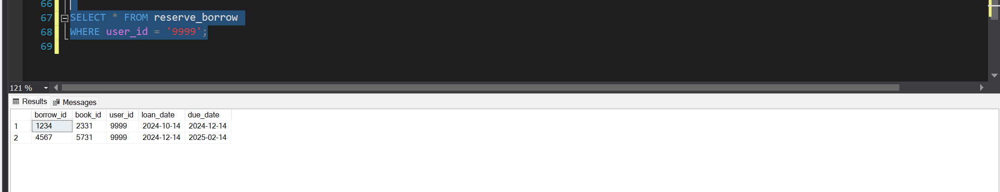 66
67 SELECT * FROM reserve_borrow
68 WHERE user_id = '9999';
69
121 %
Results Messages
borrow_id book_id user_id loan_date due_date
1 1234 2331 9999 2024-10-14 2024-12-14
2 4567 5731 9999 2024-12-14 2025-02-14